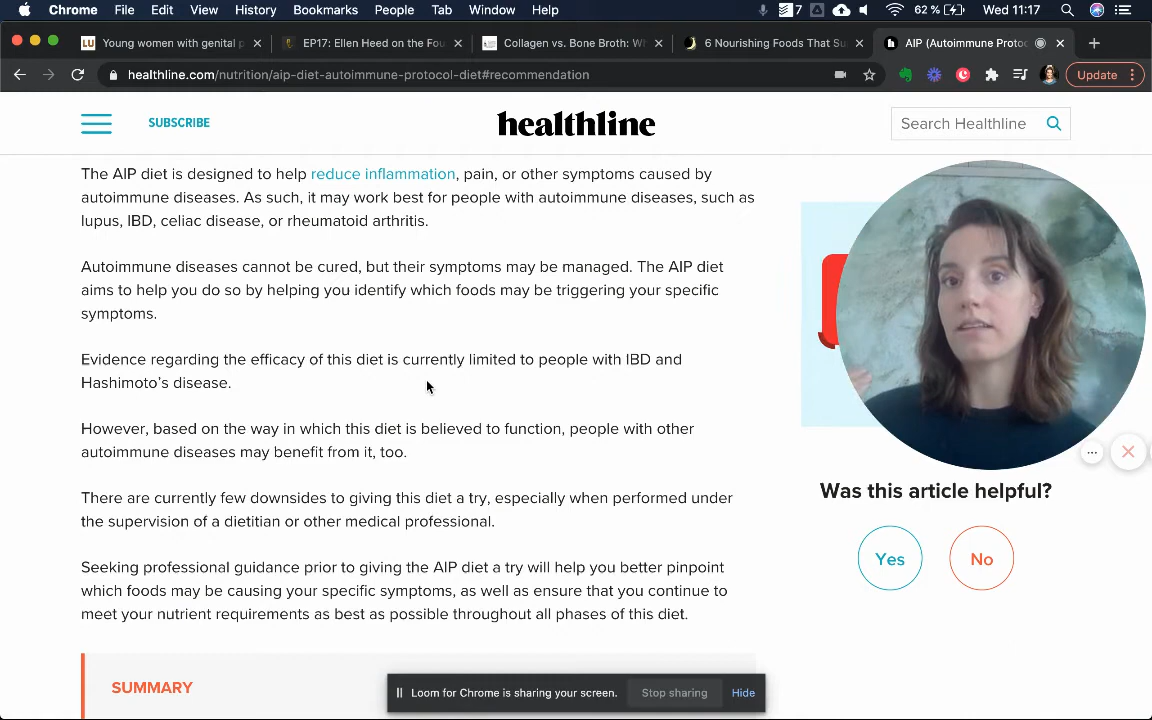 Chrome File Edit View History Bookmarks People Tab Window Help 7 62 % Wed 11:17
Young women with genital p EP17: Ellen Heed on the Fou Collagen vs. Bone Broth: W 6 Nourishing Foods That Su AIP (Autoimmune Protoc
healthline.com/nutrition/aip-diet-autoimmune-protocol-diet#recommendation Update
SUBSCRIBE healthline Search Healthline
The AIP diet is designed to help reduce inflammation, pain, or other symptoms caused by
autoimmune diseases. As such, it may work best for people with autoimmune diseases, such as
lupus, IBD, celiac disease, or rheumatoid arthritis.
Autoimmune diseases cannot be cured, but their symptoms may be managed. The AIP diet
aims to help you do so by helping you identify which foods may be triggering your specific
symptoms.
Evidence regarding the efficacy of this diet is currently limited to people with IBD and
Hashimoto’s disease.
However, based on the way in which this diet is believed to function, people with other
autoimmune diseases may benefit from it, too.
There are currently few downsides to giving this diet a try, especially when performed under
the supervision of a dietitian or other medical professional.
Seeking professional guidance prior to giving the AIP diet a try will help you better pinpoint
which foods may be causing your specific symptoms, as well as ensure that you continue to
meet your nutrient requirements as best as possible throughout all phases of this diet.
SUMMARY
Was this article helpful?
Yes No
Loom for Chrome is sharing your screen. Stop sharing Hide